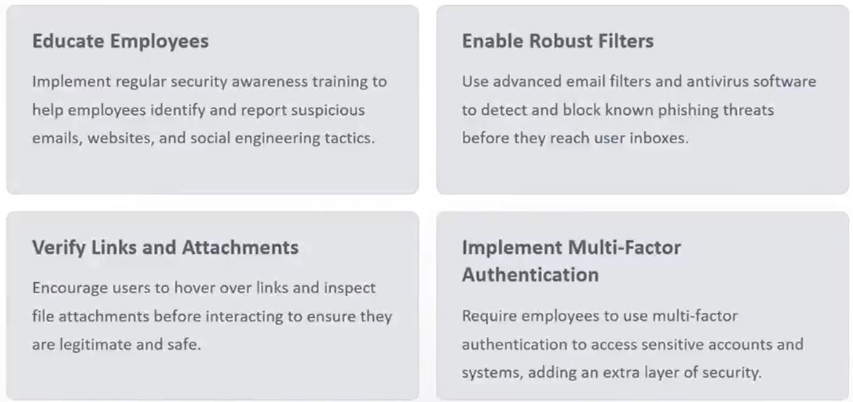 Educate Employees
Implement regular security awareness training to
help employees identify and report suspicious
emails, websites, and social engineering tactics.
Enable Robust Filters
Use advanced email filters and antivirus software
to detect and block known phishing threats
before they reach user inboxes.
Verify Links and Attachments
Encourage users to hover over links and inspect
file attachments before interacting to ensure they
are legitimate and safe.
Implement Multi-Factor
Authentication
Require employees to use multi-factor
authentication to access sensitive accounts and
systems, adding an extra layer of security.